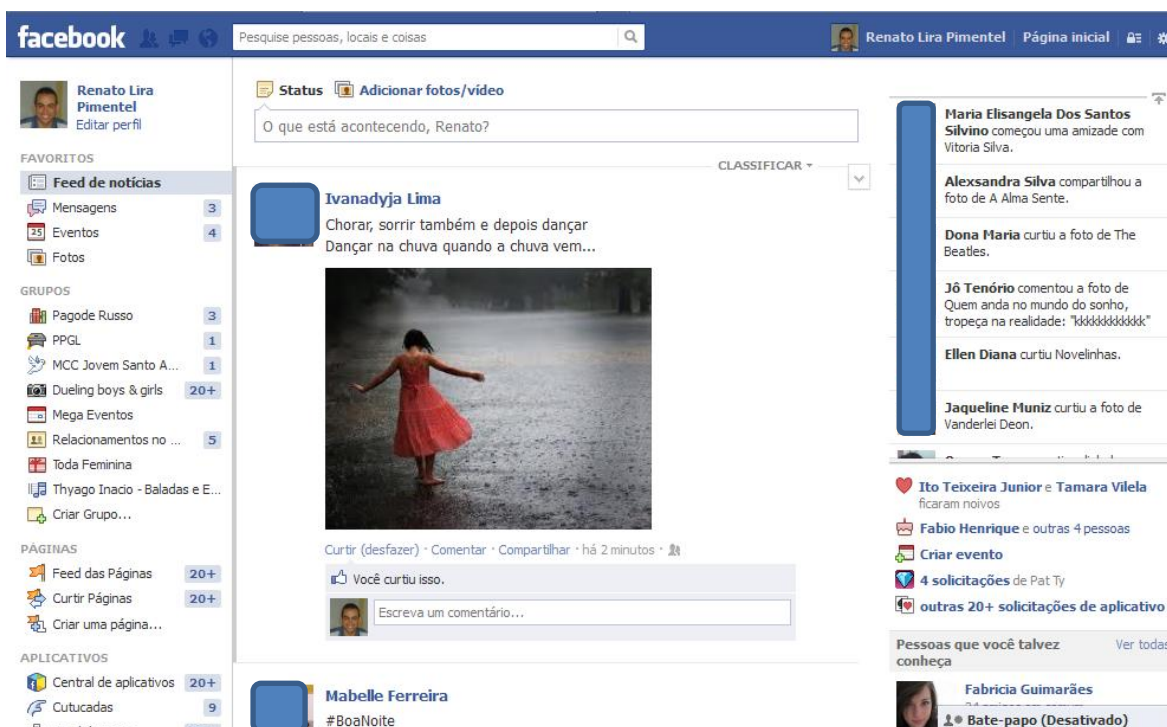 facebook
Pesquise pessoas, locais e coisas
Renato Lira Pimentel
Página inicial
Renato Lira
Pimentel
Editar perfil
FAVORITOS
Feed de notícias
Mensagens 3
25 Eventos 4
Fotos
GRUPOS
Pagode Russo 3
PPGL 1
MCC Jovem Santo A... 1
Dueling boys & girls 20+
Mega Eventos
Relacionamentos no ... 5
Toda Feminina
Thyago Inacio - Baladas e E...
Criar Grupo...
PÁGINAS
Feed das Páginas 20+
Curtir Páginas 20+
Criar uma página...
APLICATIVOS
Central de aplicativos 20+
Cutucadas 9
Status Adicionar fotos/vídeo
O que está acontecendo, Renato?
CLASSIFICAR
Ivanadyja Lima
Chorar, sorrir também e depois dançar
Dançar na chuva quando a chuva vem...
Curtir (desfazer) · Comentar · Compartilhar · há 2 minutos ·
Você curtiu isso.
Escreva um comentário...
Mabelle Ferreira
#BoaNoite
Maria Elisangela Dos Santos
Silvino começou uma amizade com
Vitoria Silva.
Alexsandra Silva compartilhou a
foto de A Alma Sente.
Dona Maria curtiu a foto de The
Beatles.
Jô Tenório comentou a foto de
Quem anda no mundo do sonho,
tropeça na realidade: "kkkkkkkkkkkk"
Ellen Diana curtiu Novelinhas.
Jaqueline Muniz curtiu a foto de
Vanderlei Deon.
Ito Teixeira Junior e Tamara Vilela
ficaram noivos
Fabio Henrique e outras 4 pessoas
Criar evento
4 solicitações de Pat Ty
outras 20+ solicitações de aplicativo
Pessoas que você talvez
conheça
Ver todas
Fabricia Guimarães
Bate-papo (Desativado)